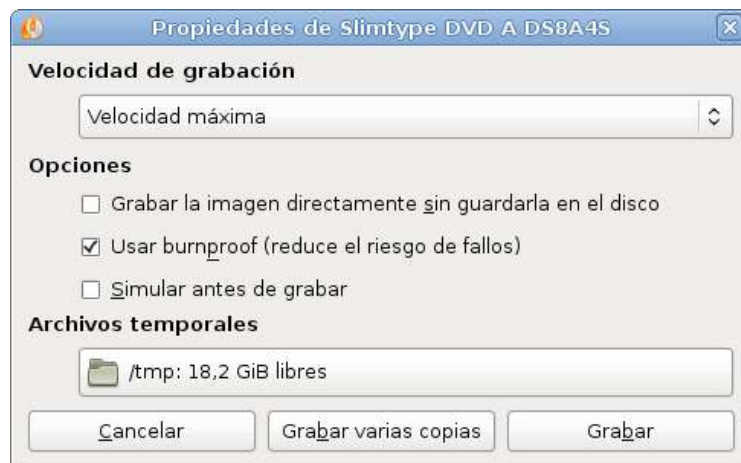 Propiedades de Slimtype DVD A DS8A4S
Velocidad de grabación
Velocidad máxima
Opciones
Grabar la imagen directamente sin guardarla en el disco
Usar burnproof (reduce el riesgo de fallos)
Simular antes de grabar
Archivos temporales
/tmp: 18,2 GiB libres
Cancelar Grabar varias copias Grabar